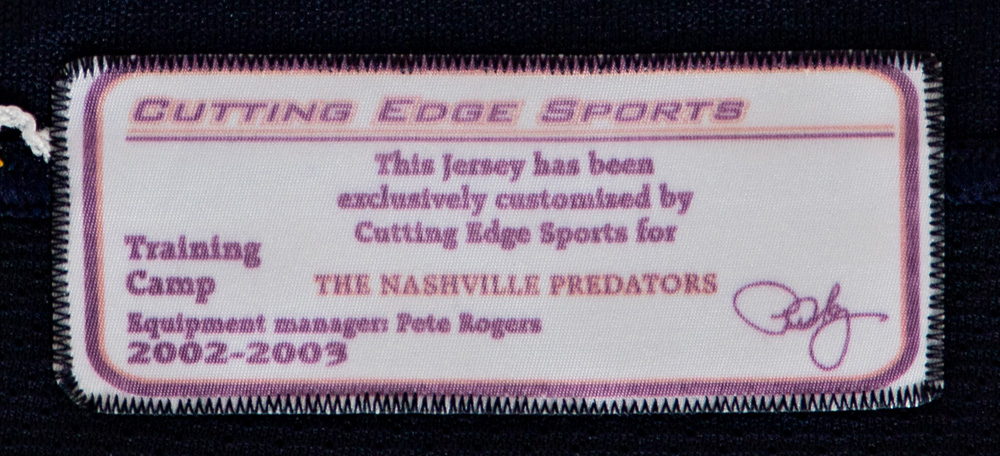 CUTTING EDGE SPORTS
This Jersey has been
exclusively customized by
Cutting Edge Sports for
Training
Camp
THE NASHVILLE PREDATORS
Equipment manager: Pete Rogers
2002-2003